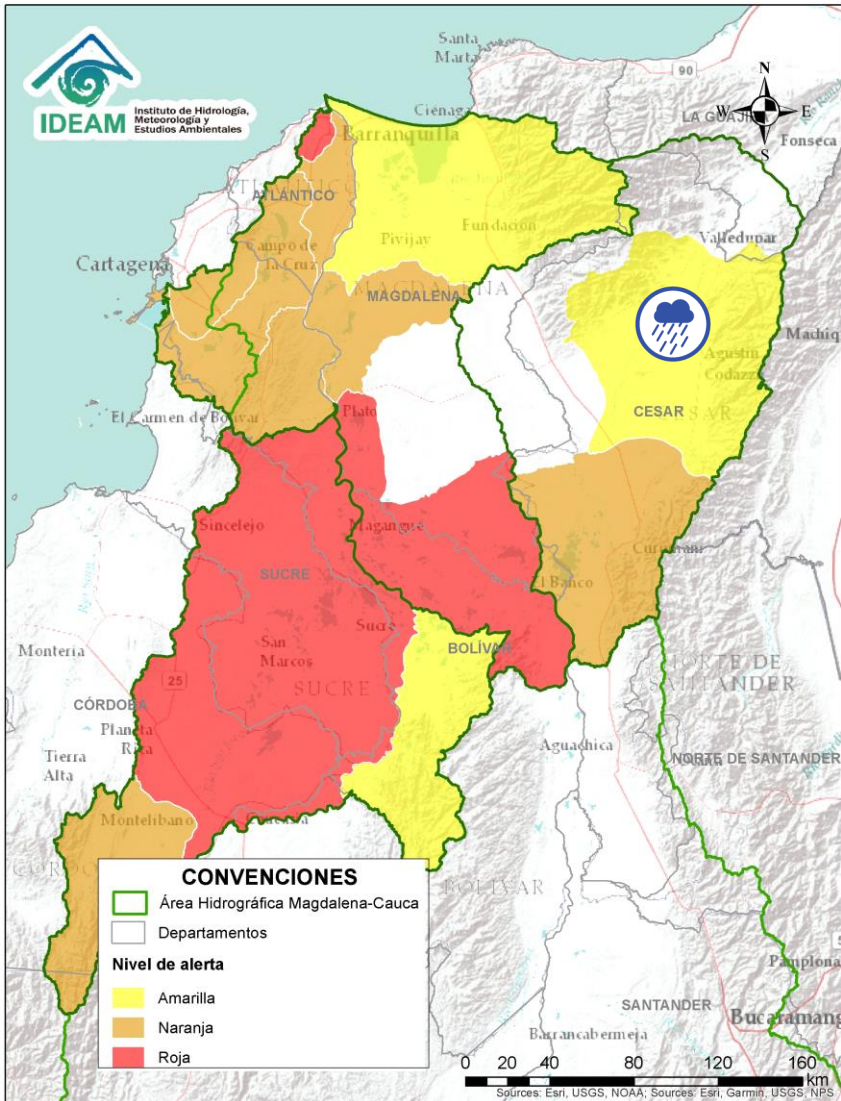 IDEAM
Instituto de Hidrología,
Meteorología y
Estudios Ambientales
Santa
Marta
90
N
W
E
S
Ciénaga
LA GUAJIR
Fonseca
Barranquilla
ATLÁNTICO
Campo de
la Cruz
Pivijay
Fundación
Valledupar
Cartagena
MAGDALENA
Machiq
Agustín
Codazzi
El Carmen de Bolívar
Plato
CESAR
Sincelejo
Magangué
SUCRE
El Banco
Curumaní
Montería
San
Marcos
Sucre
BOLÍVAR
SUCRE
25
NORTE DE
SANTANDER
CÓRDOBA
Planeta
Rica
Tierra
Alta
Aguachica
NORTE DE SANTANDER
Montelíbano
Caucasia
BOLÍVAR
CONVENCIONES
Área Hidrográfica Magdalena-Cauca
Departamentos
Nivel de alerta
Amarilla
Naranja
Roja
Pamplona
SANTANDER
Bucaramang
Barrancabermeja
0 20 40 80 120 160
km
Sources: Esri, USGS, NOAA; Sources: Esri, Garmin, USGS, NPS